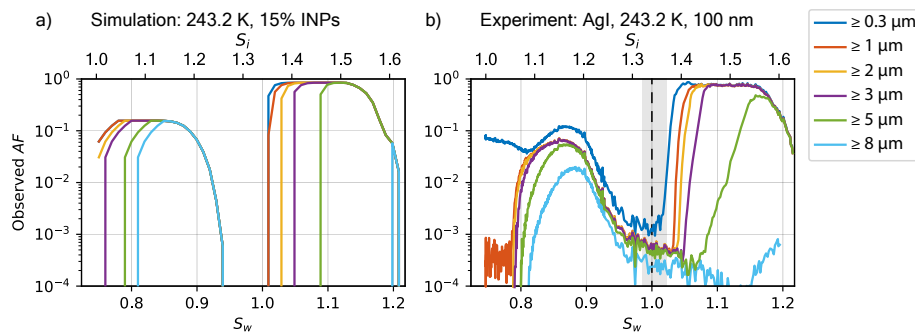 a) Simulation: 243.2 K, 15% INPs
S_i
1.0 1.1 1.2 1.3 1.4 1.5 1.6
Observed AF
10⁰
10⁻¹
10⁻²
10⁻³
10⁻⁴
0.8 0.9 1.0 1.1 1.2
S_w
b) Experiment: AgI, 243.2 K, 100 nm
S_i
1.0 1.1 1.2 1.3 1.4 1.5 1.6
10⁰
10⁻¹
10⁻²
10⁻³
10⁻⁴
0.8 0.9 1.0 1.1 1.2
S_w
≥ 0.3 μm
≥ 1 μm
≥ 2 μm
≥ 3 μm
≥ 5 μm
≥ 8 μm